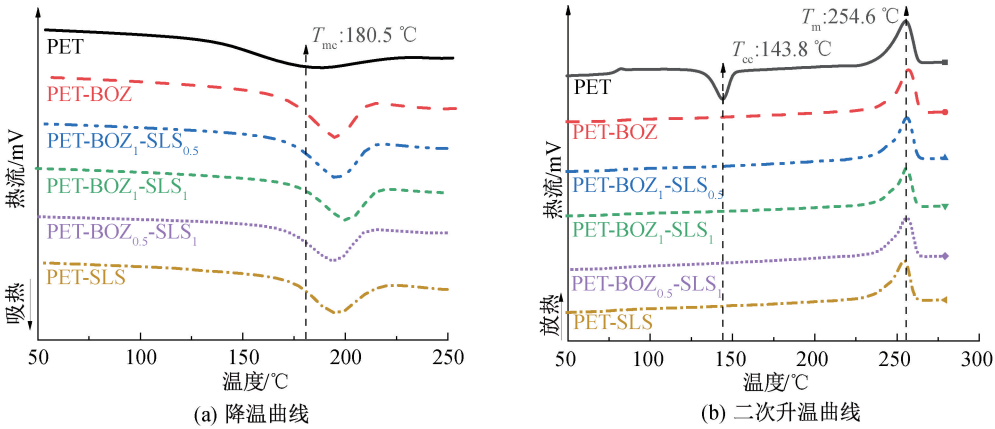 热流/mV
吸热
PET
T_mc:180.5 ℃
PET-BOZ
PET-BOZ₁-SLS₀.₅
PET-BOZ₁-SLS₁
PET-BOZ₀.₅-SLS₁
PET-SLS
50 100 150 200 250
温度/℃
(a) 降温曲线
热流/mV
放热
T_m:254.6 ℃
T_cc:143.8 ℃
PET
PET-BOZ
PET-BOZ₁-SLS₀.₅
PET-BOZ₁-SLS₁
PET-BOZ₀.₅-SLS₁
PET-SLS
50 100 150 200 250 300
温度/℃
(b) 二次升温曲线